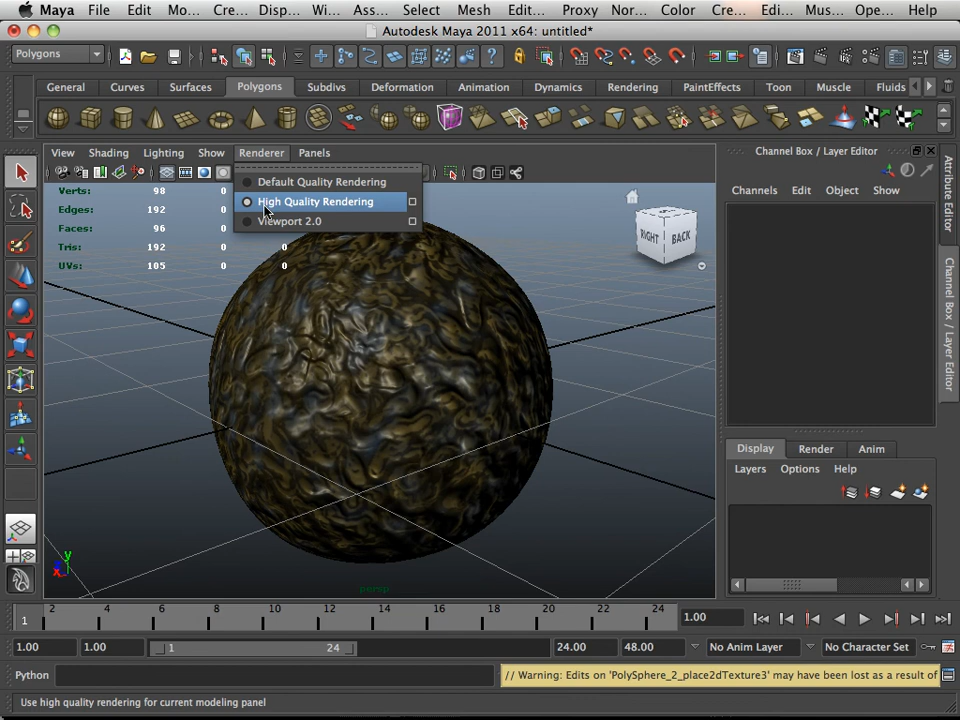 Maya File Edit Mo... Cre... Disp... Wi... Ass... Select Mesh Edit... Proxy Nor... Color Cre... Edi... Mus... Ope... Help
Autodesk Maya 2011 x64: untitled*
Polygons
General Curves Surfaces Polygons Subdivs Deformation Animation Dynamics Rendering PaintEffects Toon Muscle Fluids
View Shading Lighting Show Renderer Panels
Default Quality Rendering
High Quality Rendering
Viewport 2.0
Verts: 98 0
Edges: 192 0
Faces: 96 0
Tris: 192 0 0
UVs: 105 0 0
RIGHT BACK
persp
y
x
Channel Box / Layer Editor
Channels Edit Object Show
Attribute Editor
Channel Box / Layer Editor
Display Render Anim
Layers Options Help
1 2 4 6 8 10 12 14 16 18 20 22 24 1.00
1.00 1.00 1 24 24.00 48.00 No Anim Layer No Character Set
Python // Warning: Edits on 'PolySphere_2_place2dTexture3' may have been lost as a result of
Use high quality rendering for current modeling panel